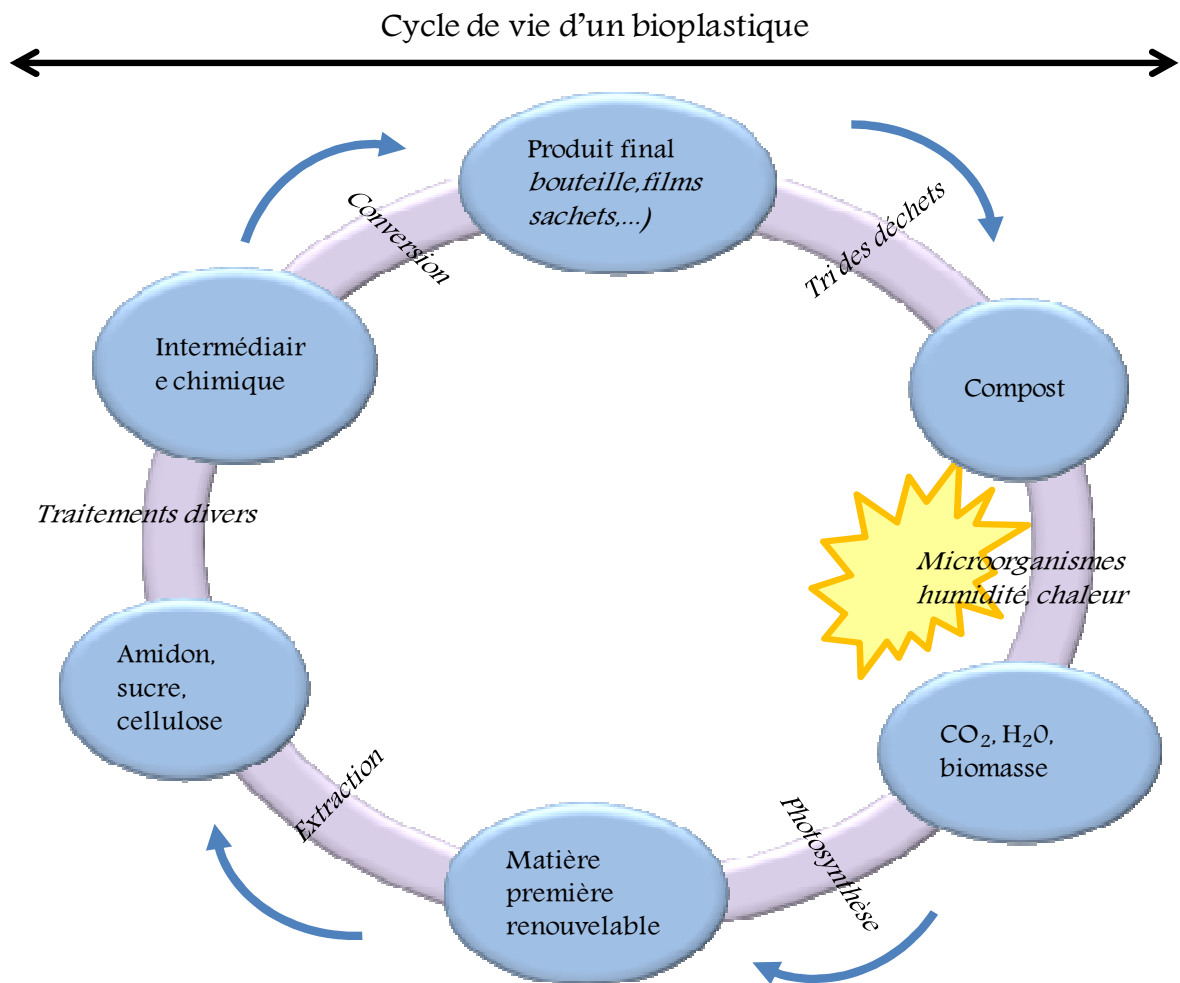 Cycle de vie d'un bioplastique
Produit final
bouteille,films
sachets,...)
Conversion
Tri des déchets
Intermédiair
e chimique
Compost
Traitements divers
Microorganismes
humidité, chaleur
Amidon,
sucre,
cellulose
CO₂, H₂0,
biomasse
Extraction
Photosynthèse
Matière
première
renouvelable